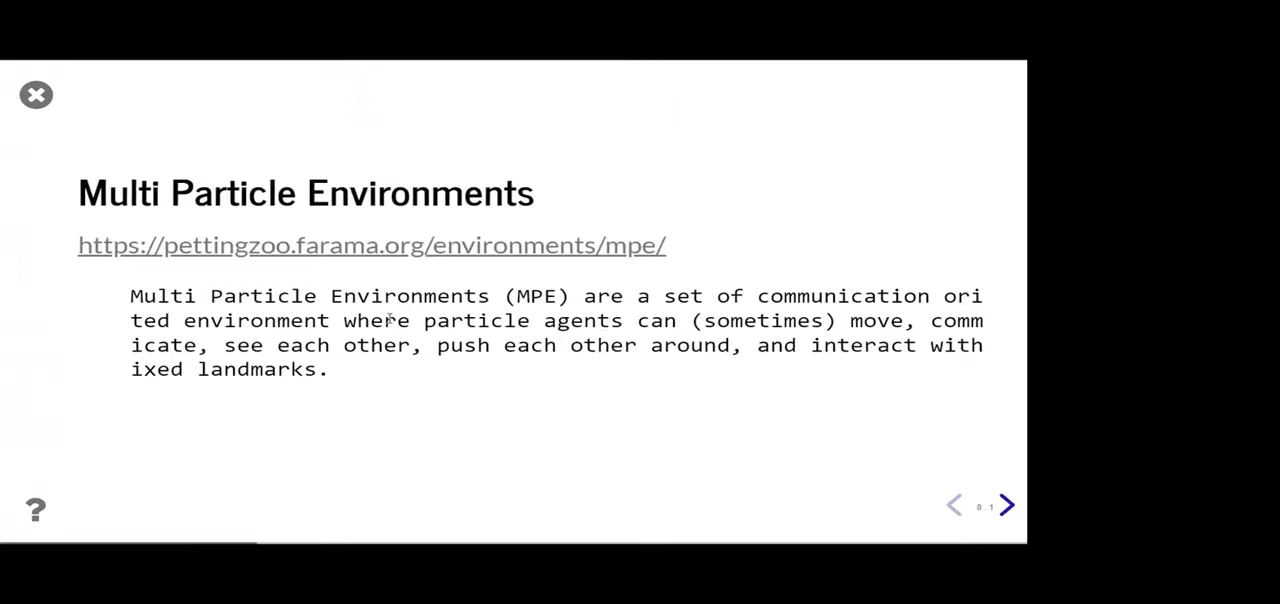 Multi Particle Environments
https://pettingzoo.farama.org/environments/mpe/
Multi Particle Environments (MPE) are a set of communication ori
ted environment where particle agents can (sometimes) move, comm
icate, see each other, push each other around, and interact with
ixed landmarks.
?
8.1